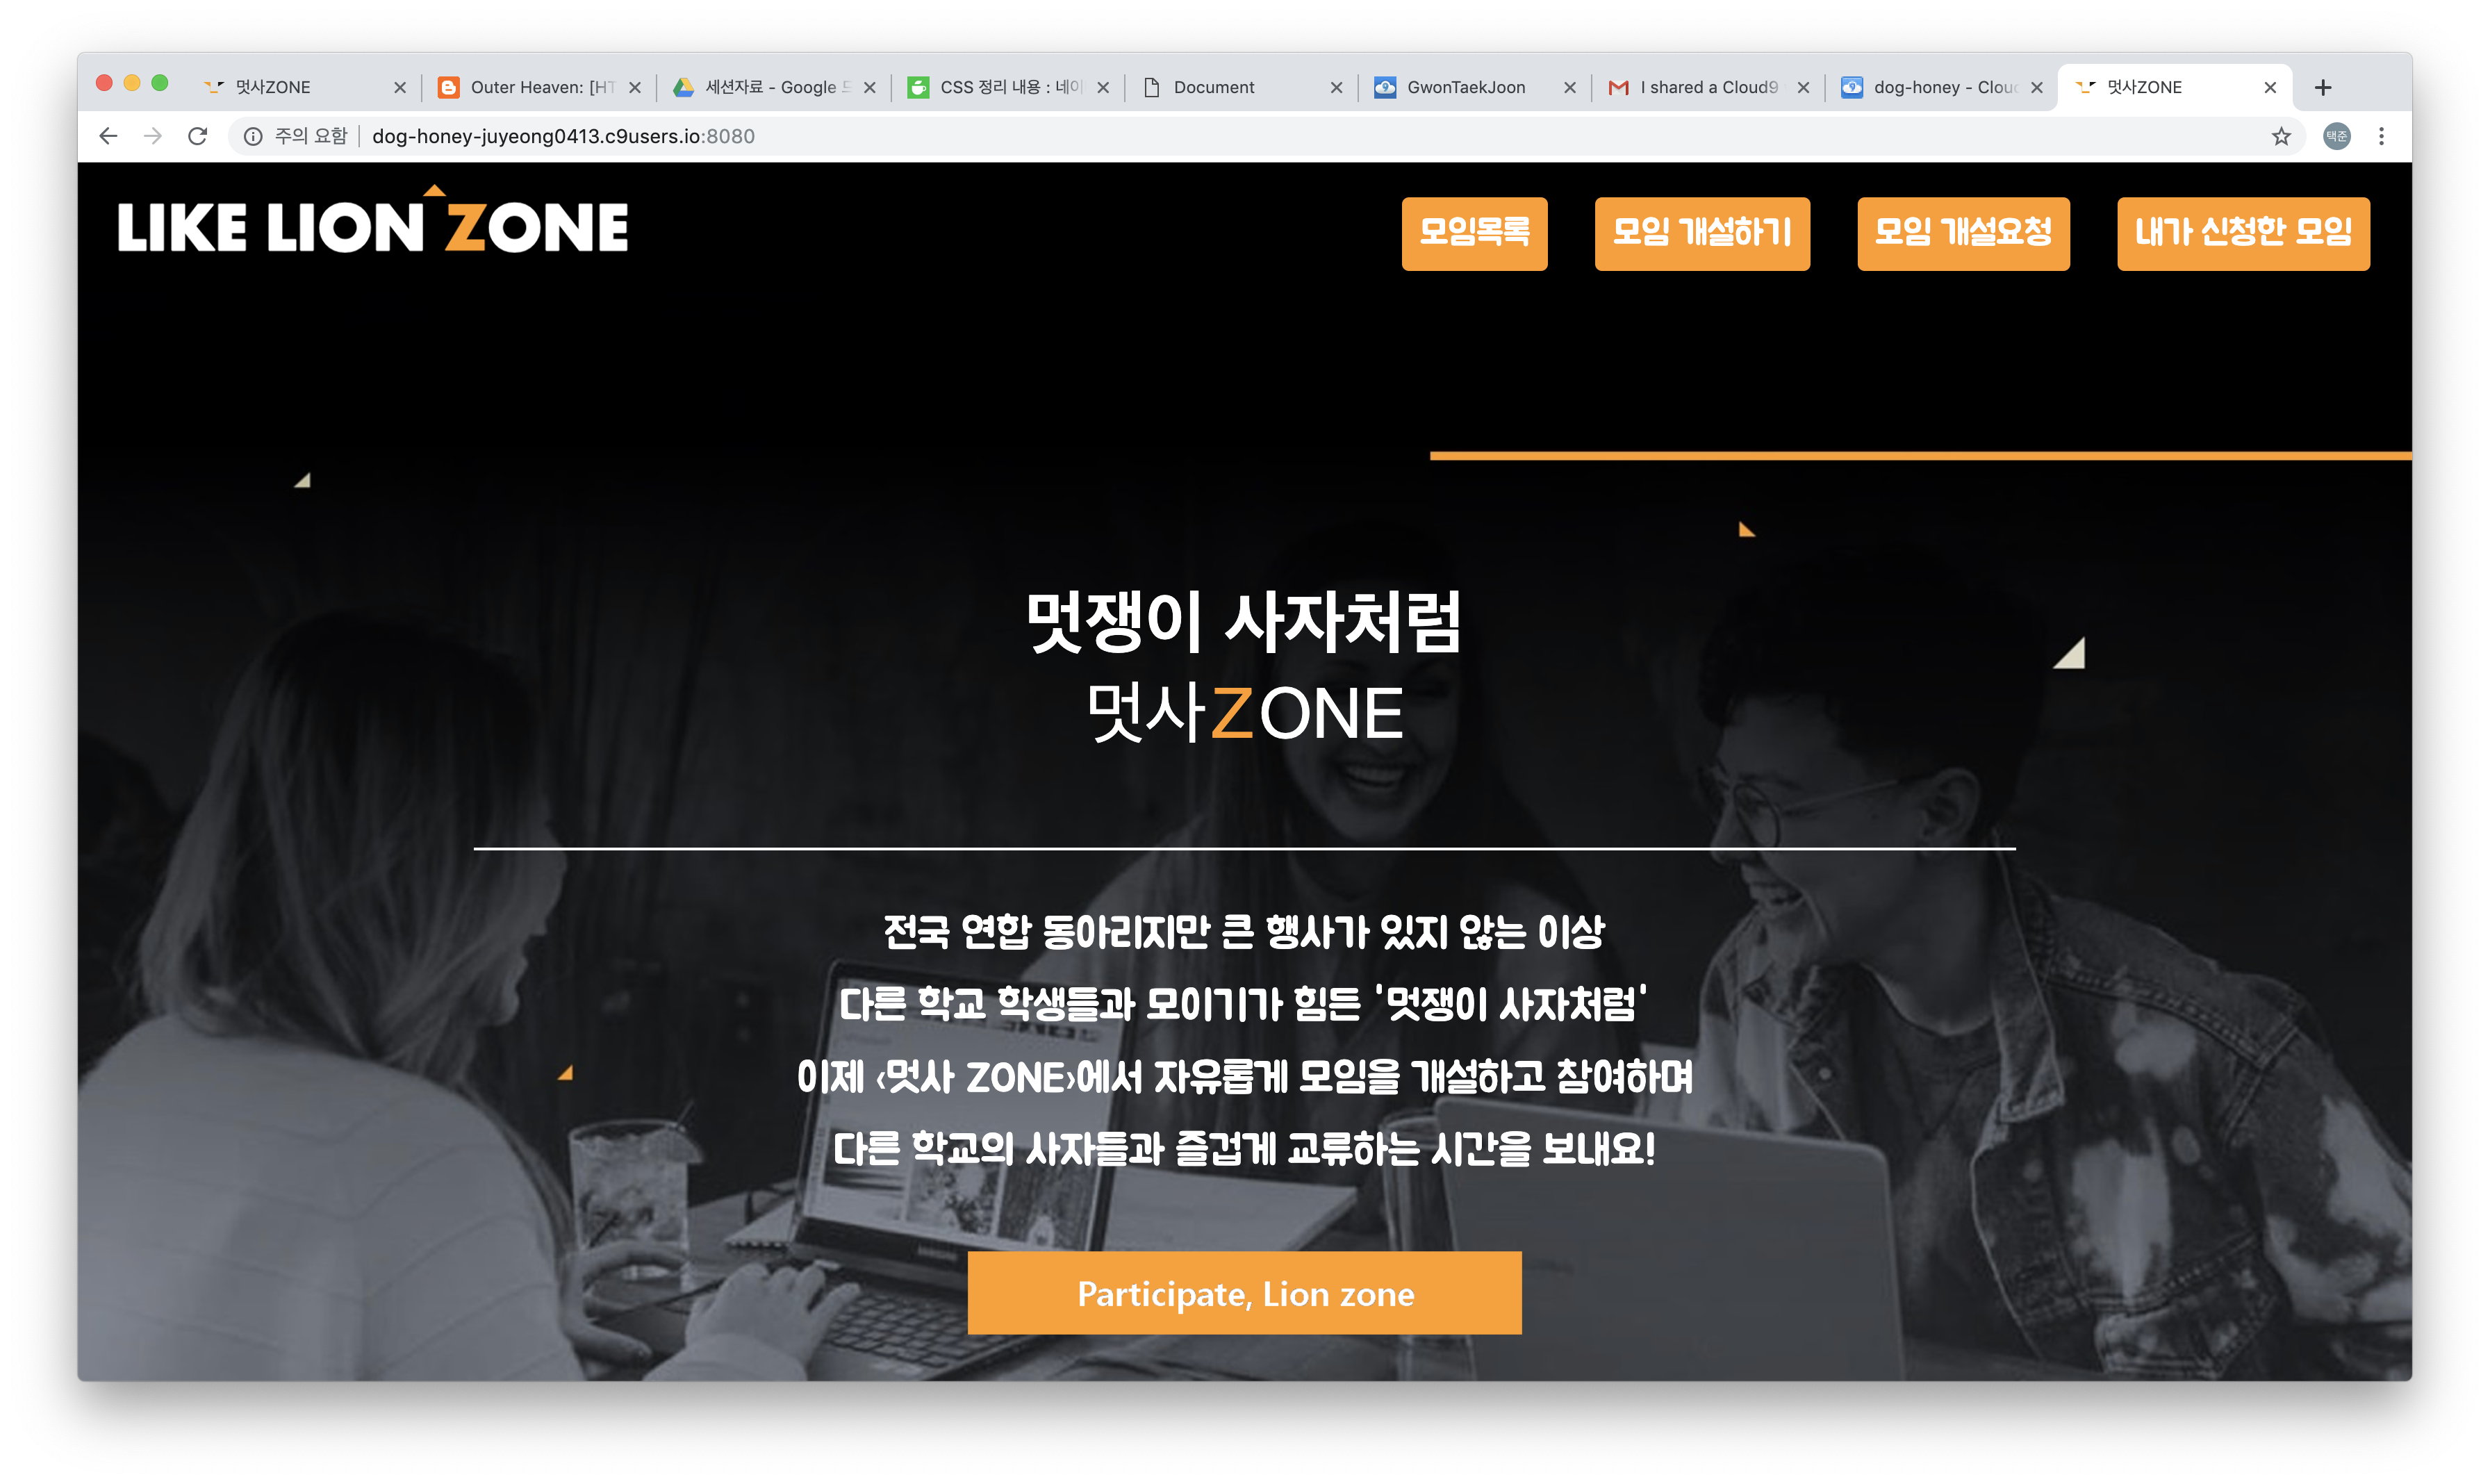 멋사ZONE
Outer Heaven: [HT
세션자료 - Google 드
CSS 정리 내용 : 네이
Document
GwonTaekJoon
I shared a Cloud9
dog-honey - Cloud
멋사ZONE
주의 요함
dog-honey-juyeong0413.c9users.io:8080
택준
LIKE LION ZONE
모임목록
모임 개설하기
모임 개설요청
내가 신청한 모임
멋쟁이 사자처럼
멋사ZONE
전국 연합 동아리지만 큰 행사가 있지 않는 이상
다른 학교 학생들과 모이기가 힘든 '멋쟁이 사자처럼'
이제 <멋사 ZONE>에서 자유롭게 모임을 개설하고 참여하며
다른 학교의 사자들과 즐겁게 교류하는 시간을 보내요!
Participate, Lion zone